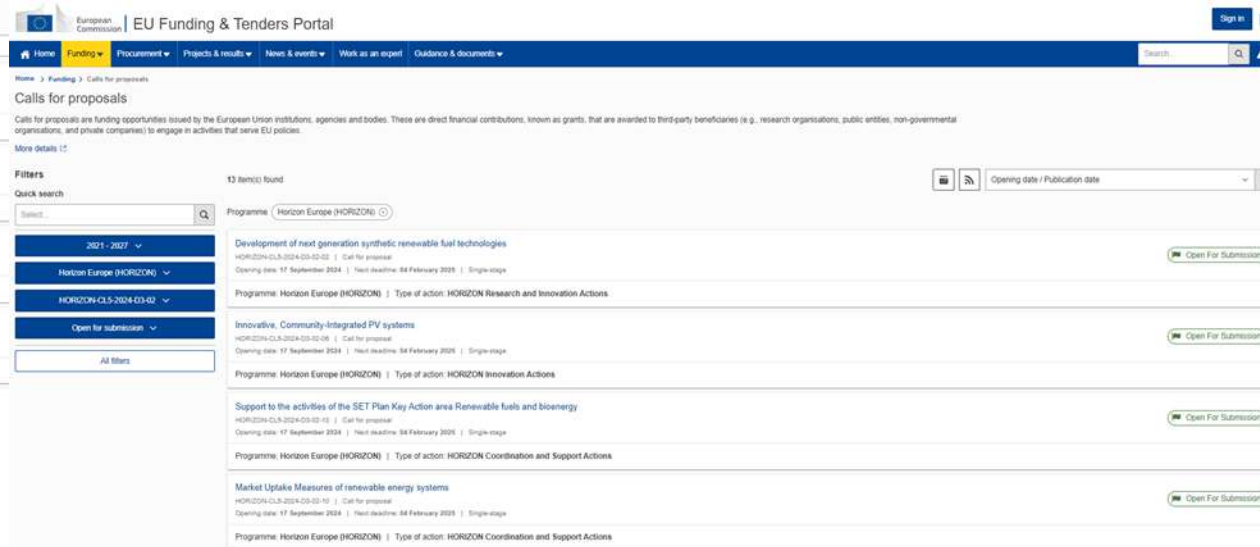 European Commission
EU Funding & Tenders Portal
Sign in
Home Funding Procurement Projects & results News & events Work as an expert Guidance & documents
Search...
Home > Funding > Calls for proposals
Calls for proposals
Calls for proposals are funding opportunities issued by the European Union institutions, agencies and bodies. These are direct financial contributions, known as grants, that are awarded to third-party beneficiaries (e.g., research organisations, public entities, non-governmental
organisations, and private companies) to engage in activities that serve EU policies.
More details
Filters
13 item(s) found
Opening date / Publication date
Quick search
Select...
Programme Horizon Europe (HORIZON)
2021 - 2027
Horizon Europe (HORIZON)
HORIZON-CL5-2024-D3-02
Open for submission
All filters
Development of next generation synthetic renewable fuel technologies
Open For Submission
HORIZON-CL5-2024-D3-02-02 | Call for proposal
Opening date: 17 September 2024 | Next deadline: 04 February 2025 | Single-stage
Programme: Horizon Europe (HORIZON) | Type of action: HORIZON Research and Innovation Actions
Innovative, Community-Integrated PV systems
Open For Submission
HORIZON-CL5-2024-D3-02-06 | Call for proposal
Opening date: 17 September 2024 | Next deadline: 04 February 2025 | Single-stage
Programme: Horizon Europe (HORIZON) | Type of action: HORIZON Innovation Actions
Support to the activities of the SET Plan Key Action area Renewable fuels and bioenergy
Open For Submission
HORIZON-CL5-2024-D3-02-13 | Call for proposal
Opening date: 17 September 2024 | Next deadline: 04 February 2025 | Single-stage
Programme: Horizon Europe (HORIZON) | Type of action: HORIZON Coordination and Support Actions
Market Uptake Measures of renewable energy systems
Open For Submission
HORIZON-CL5-2024-D3-02-10 | Call for proposal
Opening date: 17 September 2024 | Next deadline: 04 February 2025 | Single-stage
Programme: Horizon Europe (HORIZON) | Type of action: HORIZON Coordination and Support Actions